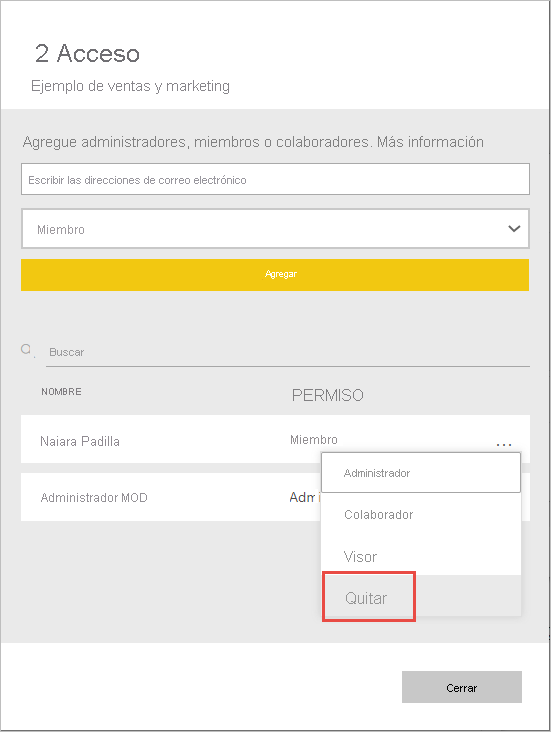 2 Acceso
Ejemplo de ventas y marketing
Agregue administradores, miembros o colaboradores. Más información
Escribir las direcciones de correo electrónico
Miembro
Agregar
Buscar
NOMBRE PERMISO
Naiara Padilla Miembro ...
Administrador MOD Admi
Administrador
Colaborador
Visor
Quitar
Cerrar